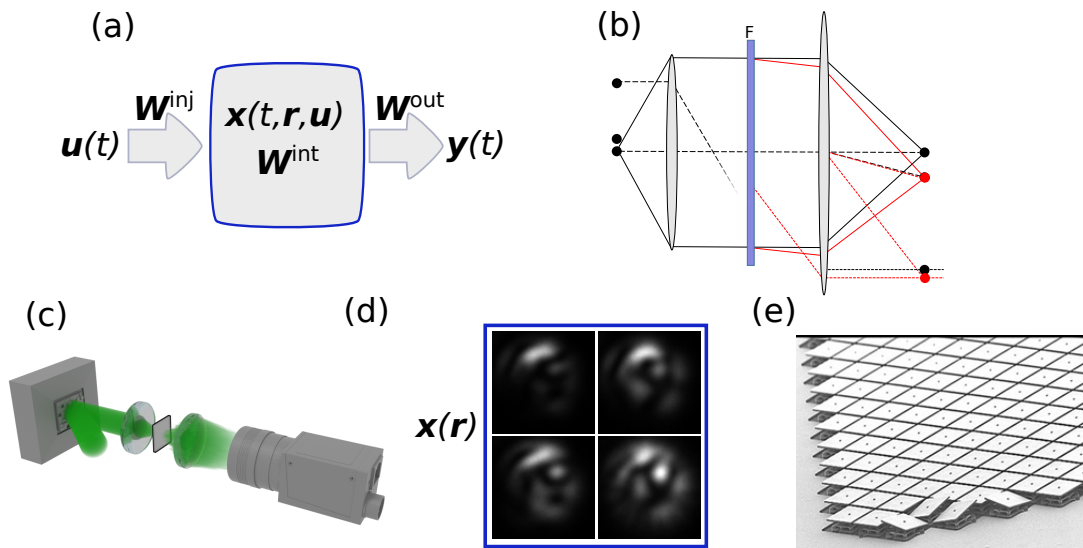 (a)
W^inj
u(t)
x(t,r,u)
W^int
W^out
y(t)
(b)
F
(c)
(d)
x(r)
(e)